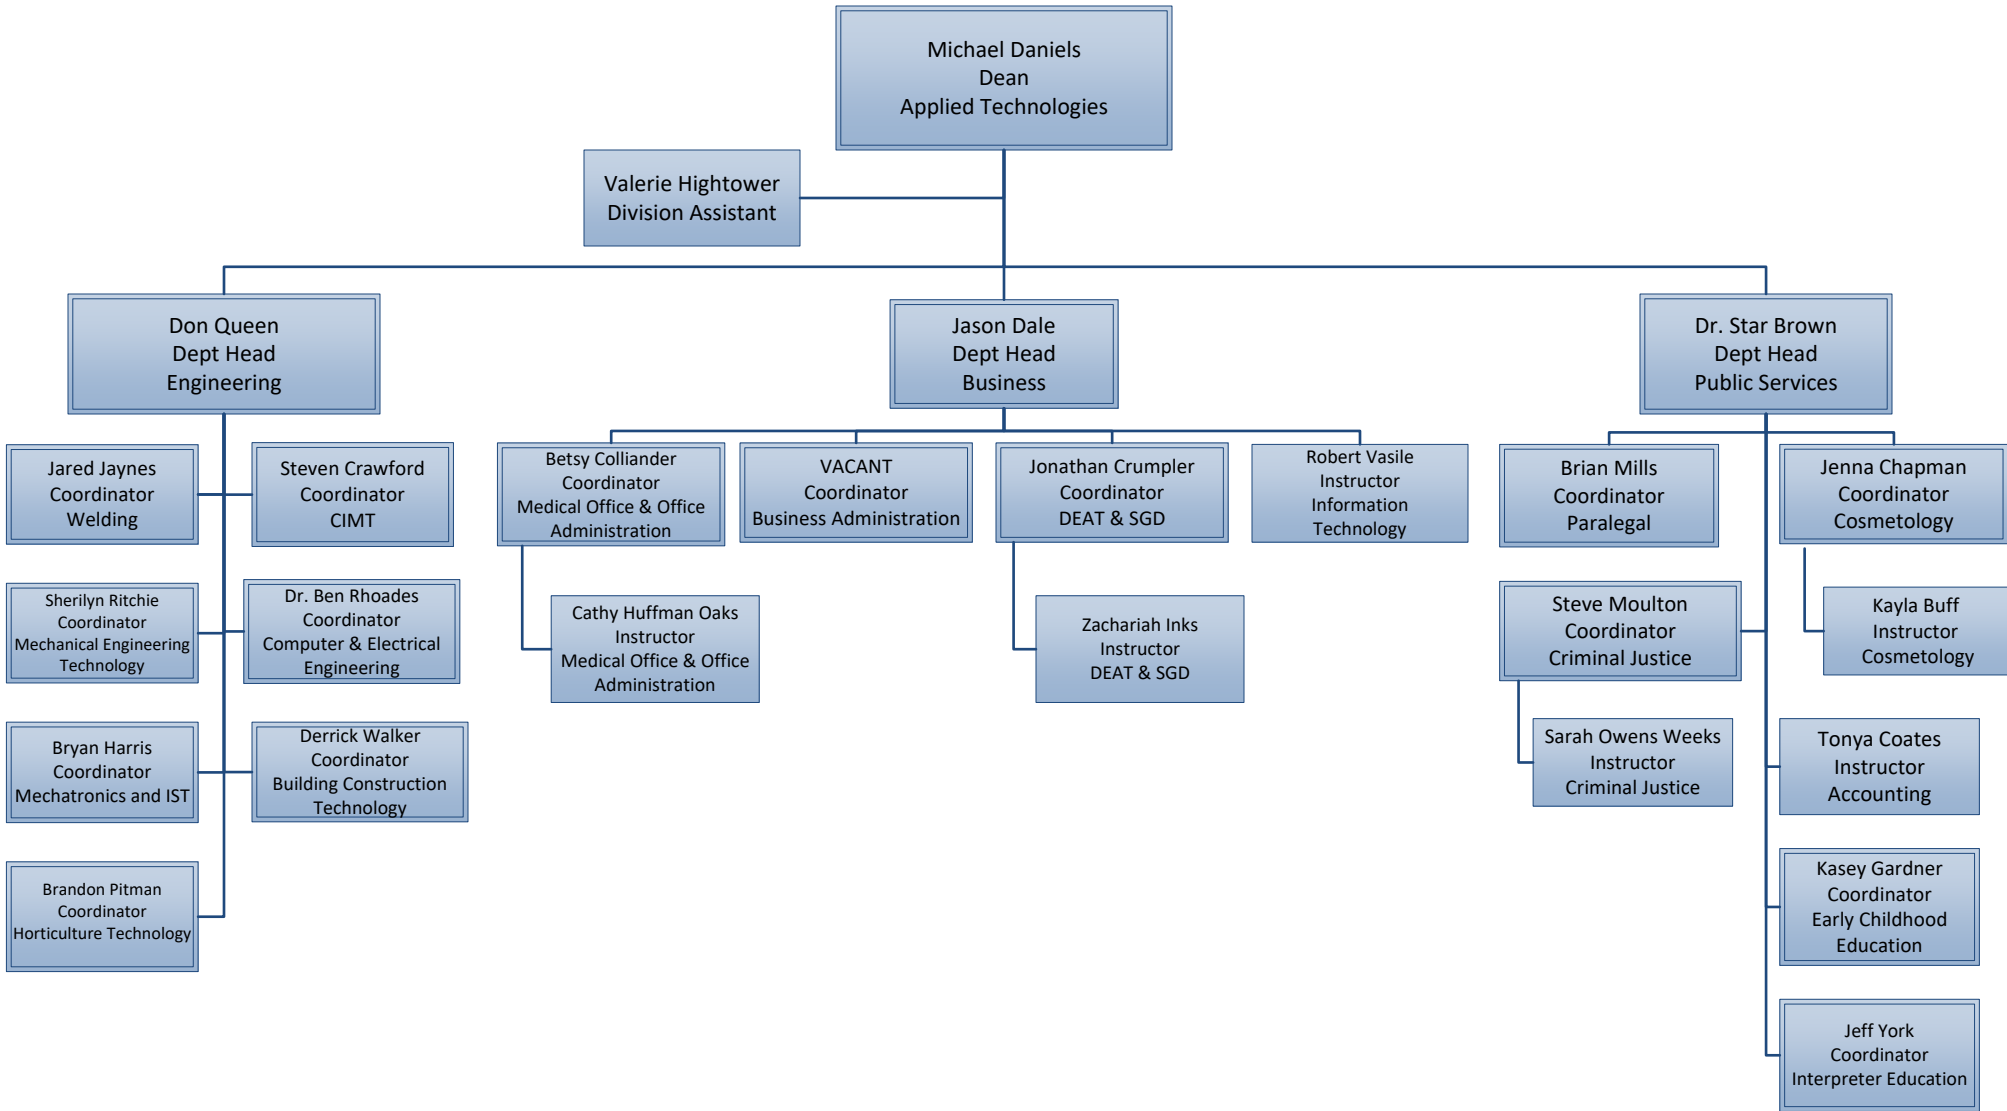 Michael Daniels
Dean
Applied Technologies
Valerie Hightower
Division Assistant
Don Queen
Dept Head
Engineering
Jason Dale
Dept Head
Business
Dr. Star Brown
Dept Head
Public Services
Jared Jaynes
Coordinator
Welding
Steven Crawford
Coordinator
CIMT
Sherilyn Ritchie
Coordinator
Mechanical Engineering
Technology
Dr. Ben Rhoades
Coordinator
Computer & Electrical
Engineering
Bryan Harris
Coordinator
Mechatronics and IST
Derrick Walker
Coordinator
Building Construction
Technology
Brandon Pitman
Coordinator
Horticulture Technology
Betsy Colliander
Coordinator
Medical Office & Office
Administration
VACANT
Coordinator
Business Administration
Jonathan Crumpler
Coordinator
DEAT & SGD
Robert Vasile
Instructor
Information
Technology
Cathy Huffman Oaks
Instructor
Medical Office & Office
Administration
Zachariah Inks
Instructor
DEAT & SGD
Brian Mills
Coordinator
Paralegal
Jenna Chapman
Coordinator
Cosmetology
Steve Moulton
Coordinator
Criminal Justice
Kayla Buff
Instructor
Cosmetology
Sarah Owens Weeks
Instructor
Criminal Justice
Tonya Coates
Instructor
Accounting
Kasey Gardner
Coordinator
Early Childhood
Education
Jeff York
Coordinator
Interpreter Education